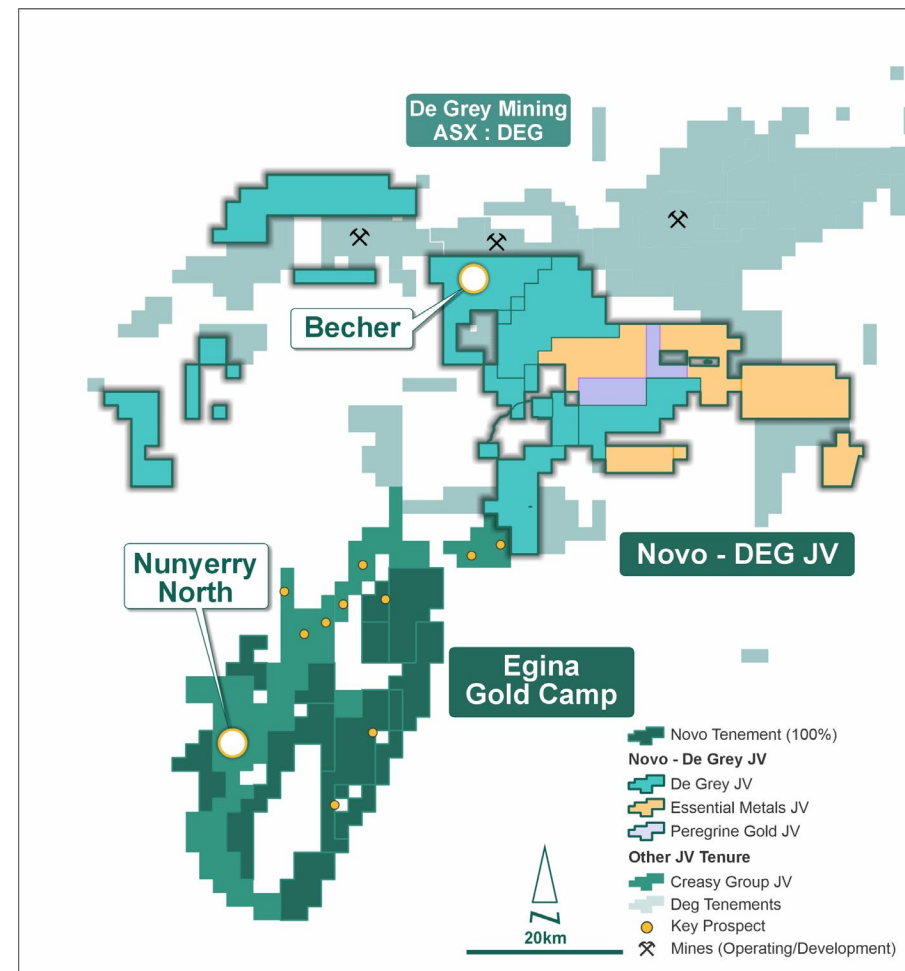 De Grey Mining
ASX : DEG
Becher
Novo - DEG JV
Nunyerry
North
Egina
Gold Camp
Novo Tenement (100%)
Novo - De Grey JV
De Grey JV
Essential Metals JV
Peregrine Gold JV
Other JV Tenure
Creasy Group JV
Deg Tenements
Key Prospect
Mines (Operating/Development)
N
20km